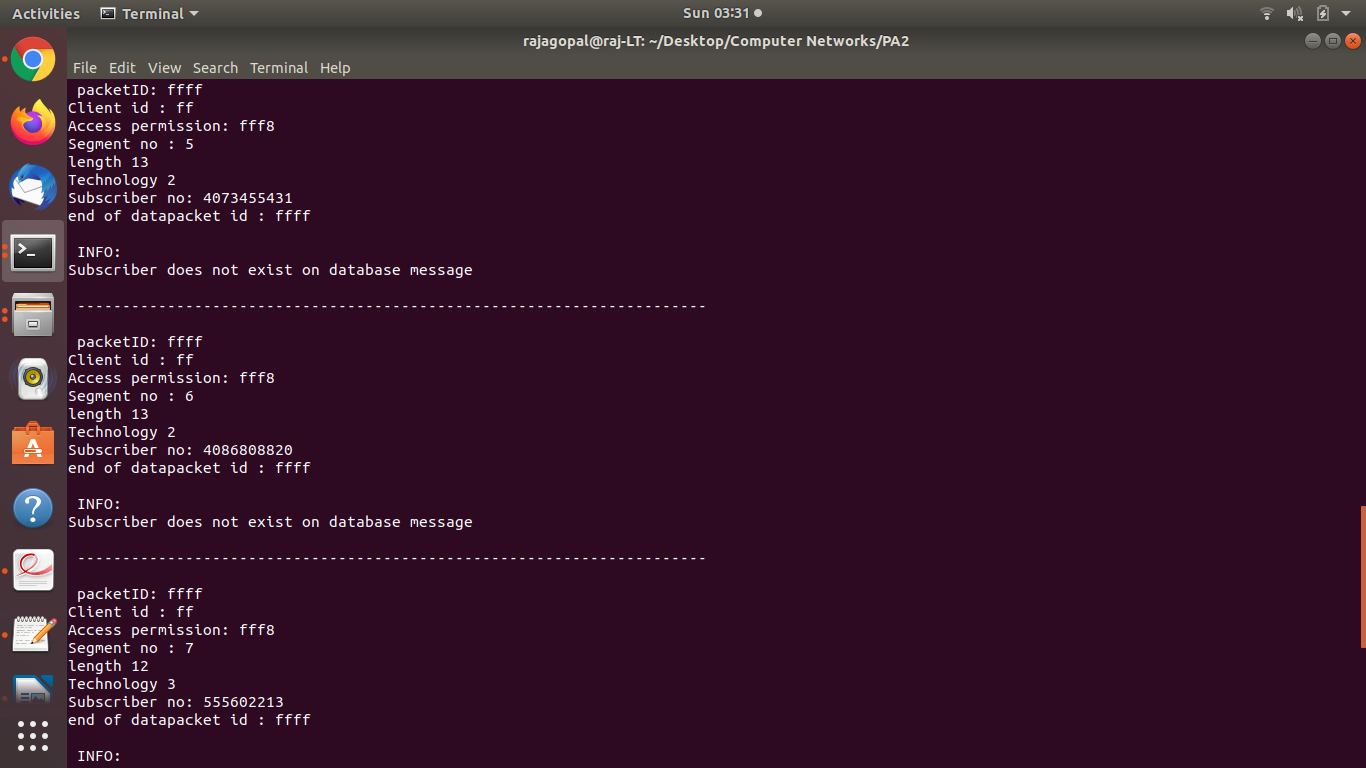 Activities Terminal Sun 03:31
rajagopal@raj-LT: ~/Desktop/Computer Networks/PA2
File Edit View Search Terminal Help
packetID: ffff
Client id : ff
Access permission: fff8
Segment no : 5
length 13
Technology 2
Subscriber no: 4073455431
end of datapacket id : ffff
INFO:
Subscriber does not exist on database message
----------------------------------------------------------------------
packetID: ffff
Client id : ff
Access permission: fff8
Segment no : 6
length 13
Technology 2
Subscriber no: 4086808820
end of datapacket id : ffff
INFO:
Subscriber does not exist on database message
----------------------------------------------------------------------
packetID: ffff
Client id : ff
Access permission: fff8
Segment no : 7
length 12
Technology 3
Subscriber no: 555602213
end of datapacket id : ffff
INFO: